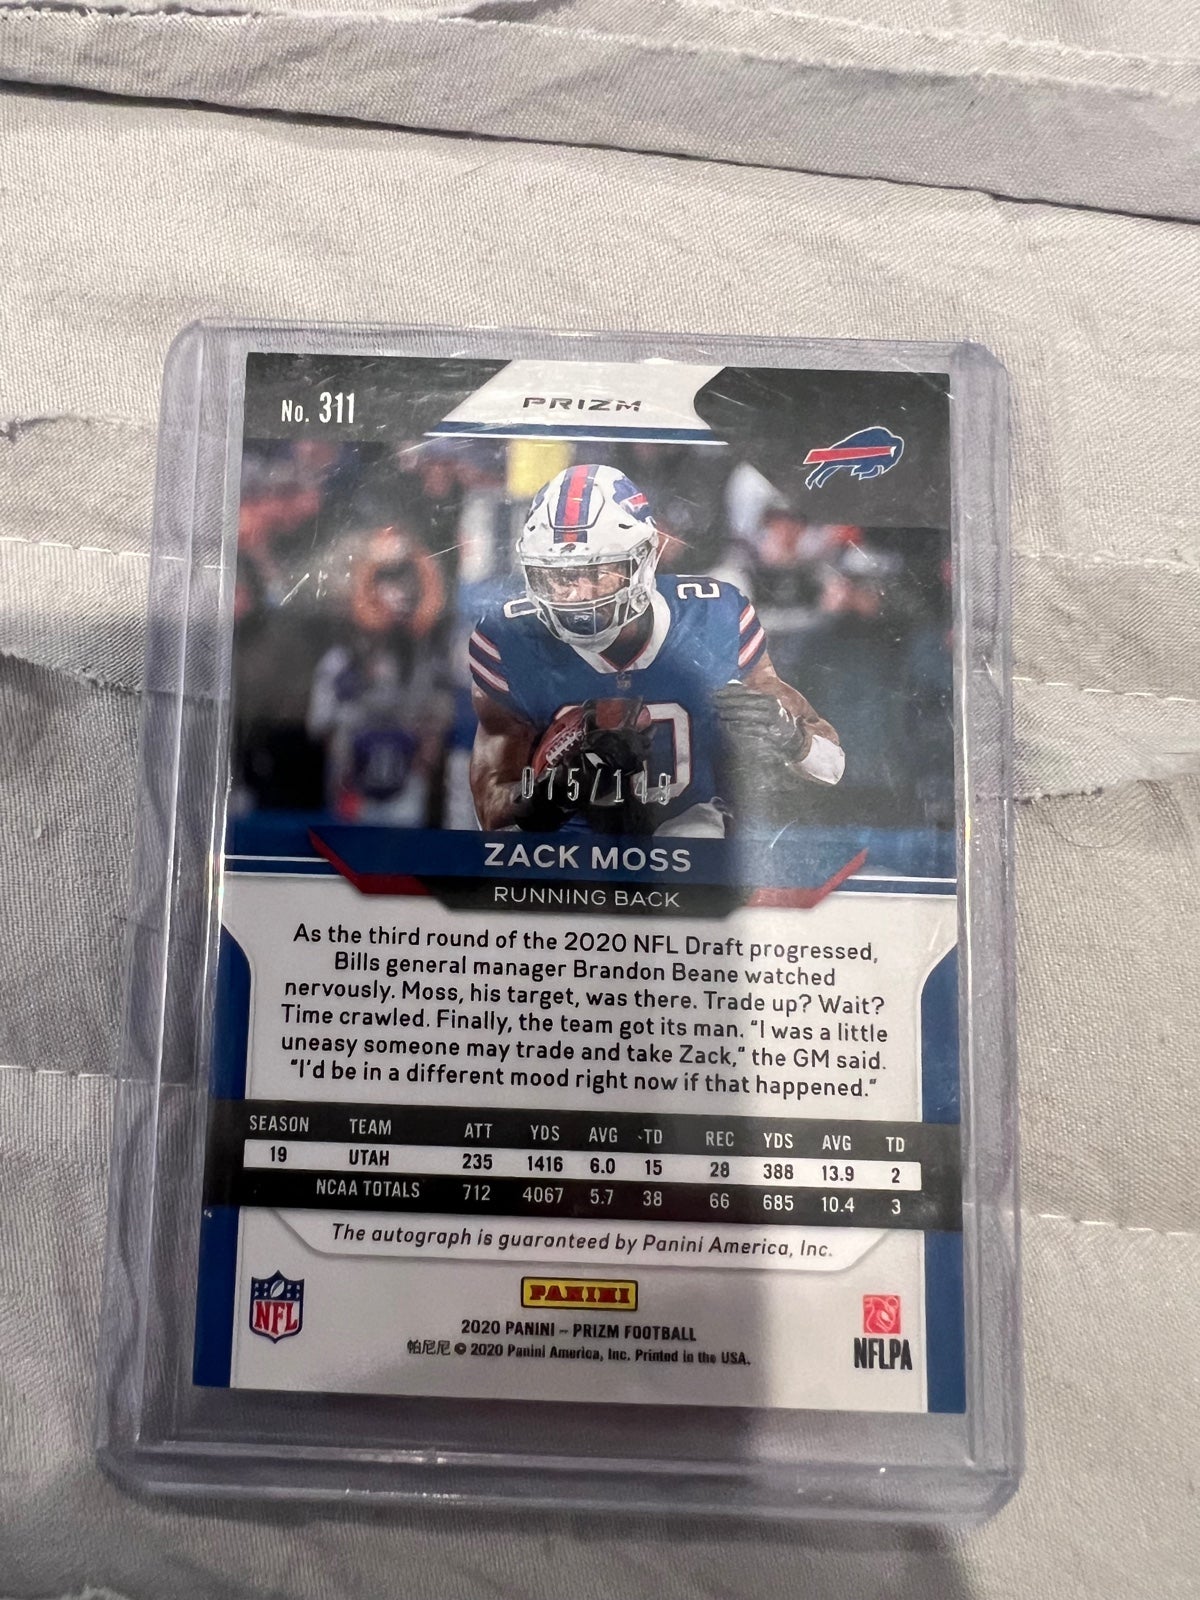 No. 311
PRIZM
20
20
075/149
ZACK MOSS
RUNNING BACK
As the third round of the 2020 NFL Draft progressed,
Bills general manager Brandon Beane watched
nervously. Moss, his target, was there. Trade up? Wait?
Time crawled. Finally, the team got its man. "I was a little
uneasy someone may trade and take Zack," the GM said.
"I'd be in a different mood right now if that happened."
SEASON TEAM ATT YDS AVG TD REC YDS AVG TD
19 UTAH 235 1416 6.0 15 28 388 13.9 2
NCAA TOTALS 712 4067 5.7 38 66 685 10.4 3
The autograph is guaranteed by Panini America, Inc.
NFL
PANINI
2020 PANINI – PRIZM FOOTBALL
帕尼尼 © 2020 Panini America, Inc. Printed in the USA.
NFLPA